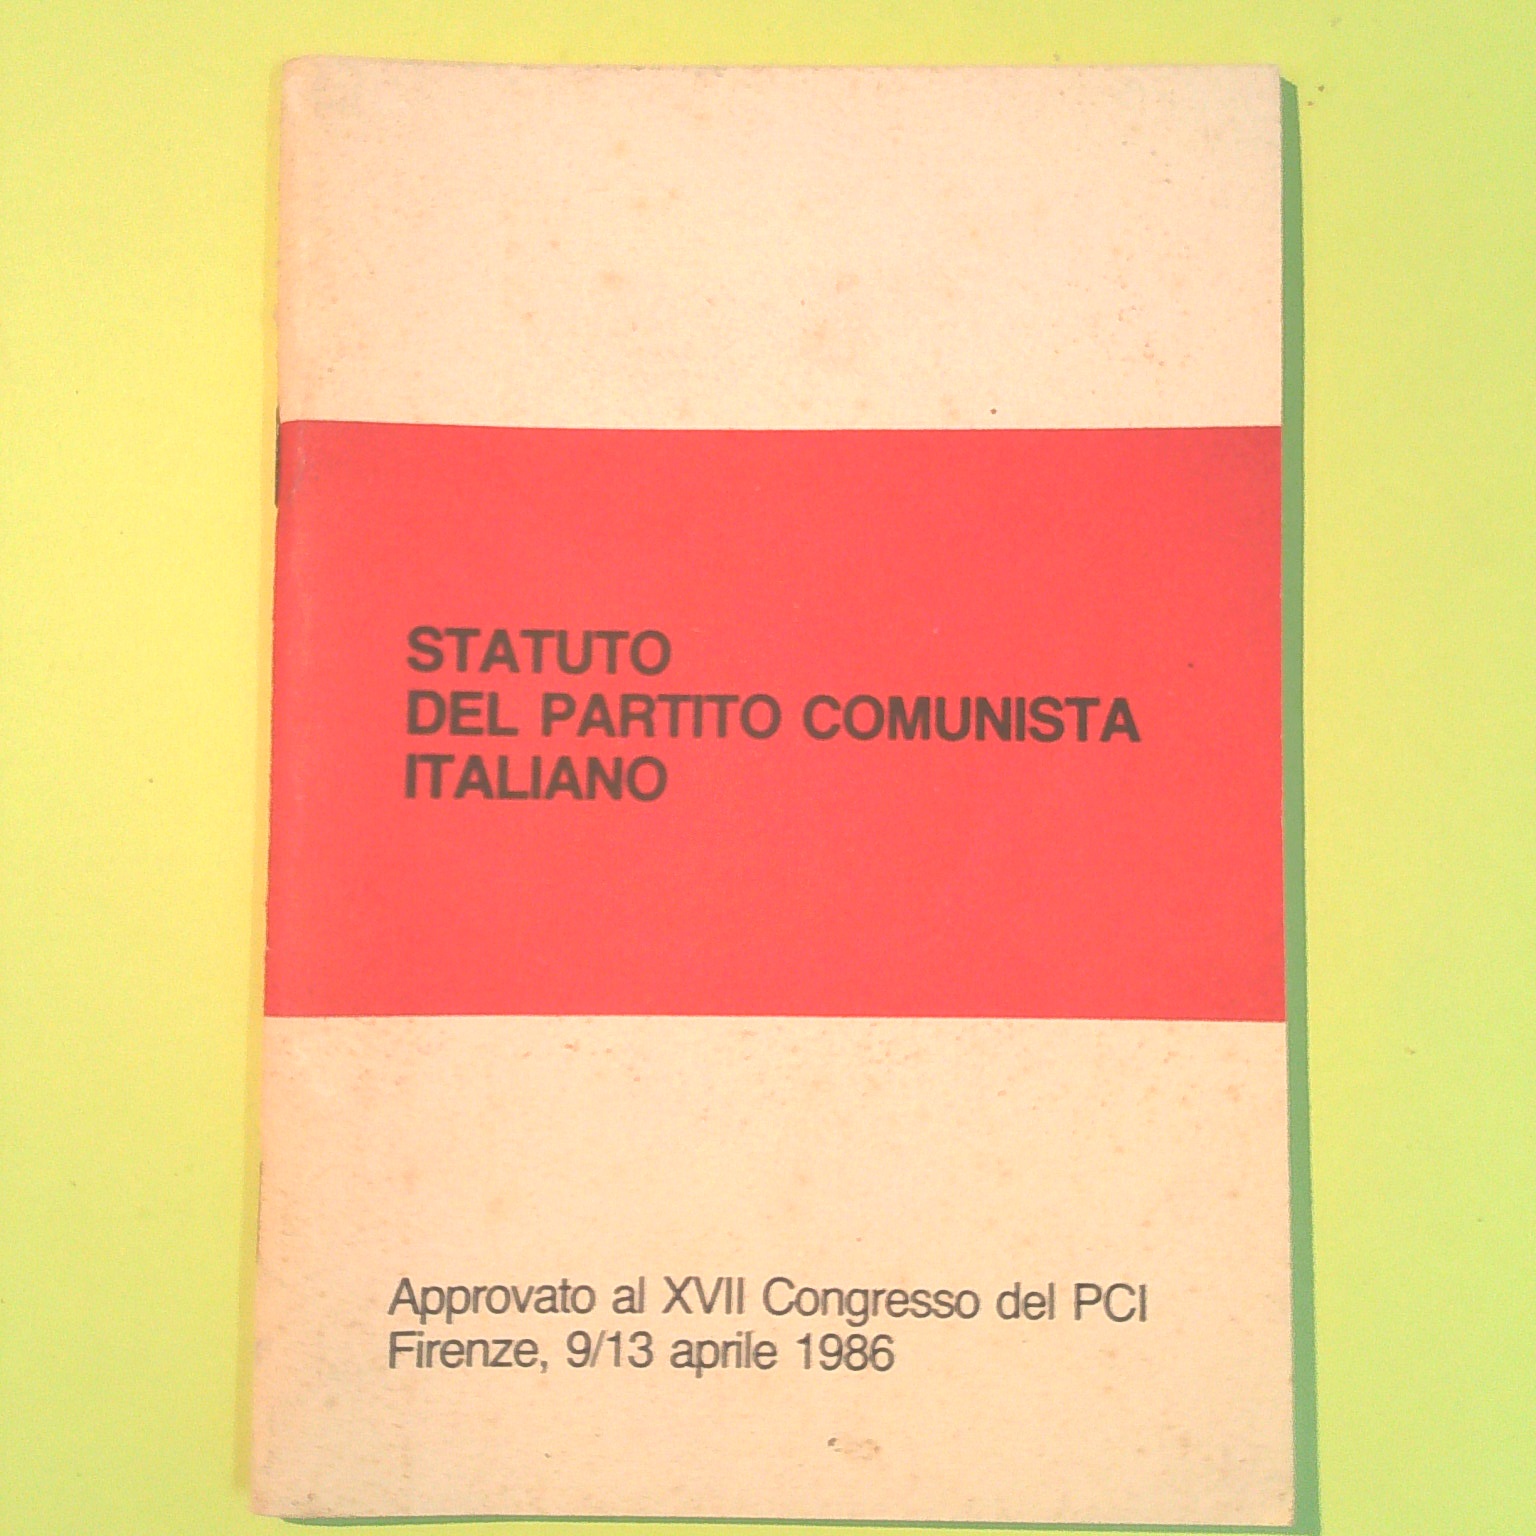 STATUTO
DEL PARTITO COMUNISTA
ITALIANO
Approvato al XVII Congresso del PCI
Firenze, 9/13 aprile 1986